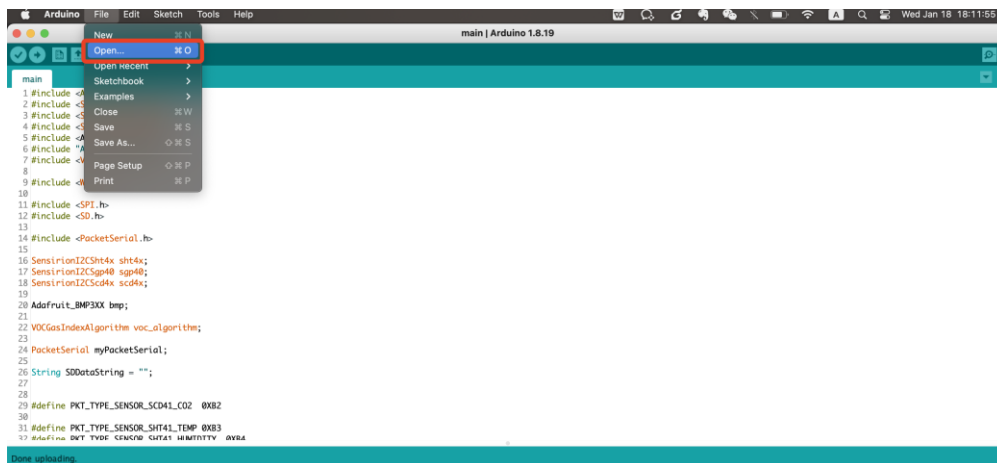 Arduino File Edit Sketch Tools Help
Wed Jan 18 18:11:55
main | Arduino 1.8.19
New ⌘ N
Open... ⌘ O
Open Recent >
Sketchbook >
Examples >
Close ⌘ W
Save ⌘ S
Save As... ⇧ ⌘ S
Page Setup ⇧ ⌘ P
Print ⌘ P
main
1 #include <A
2 #include <S
3 #include <S
4 #include <S
5 #include <A
6 #include "A
7 #include <V
8
9 #include <W
10
11 #include <SPI.h>
12 #include <SD.h>
13
14 #include <PacketSerial.h>
15
16 SensirionI2CSht4x sht4x;
17 SensirionI2CSgp40 sgp40;
18 SensirionI2CScd4x scd4x;
19
20 Adafruit_BMP3XX bmp;
21
22 VOCGasIndexAlgorithm voc_algorithm;
23
24 PacketSerial myPacketSerial;
25
26 String SDDataString = "";
27
28
29 #define PKT_TYPE_SENSOR_SCD41_CO2 0XB2
30
31 #define PKT_TYPE_SENSOR_SHT41_TEMP 0XB3
32 #define PKT_TYPE_SENSOR_SHT41_HUMIDITY 0XB4
Done uploading.